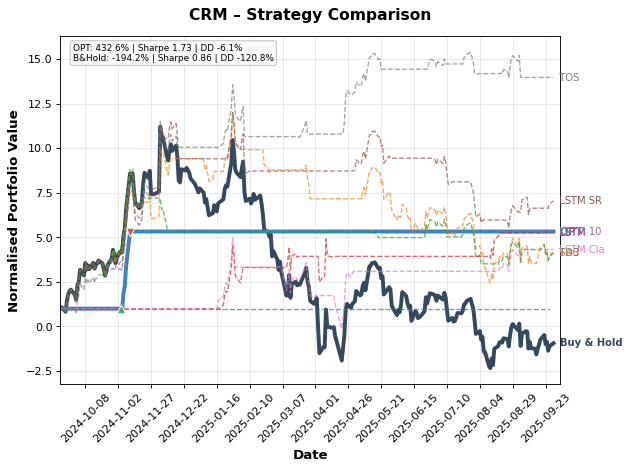 CRM – Strategy Comparison
OPT: 432.6% | Sharpe 1.73 | DD -6.1%
B&Hold: -194.2% | Sharpe 0.86 | DD -120.8%
Normalised Portfolio Value
15.0
12.5
10.0
7.5
5.0
2.5
0.0
−2.5
TOS
LSTM SR
LSTM Cla
Buy & Hold
2024-10-08
2024-11-02
2024-11-27
2024-12-22
2025-01-16
2025-02-10
2025-03-07
2025-04-01
2025-04-26
2025-05-21
2025-06-15
2025-07-10
2025-08-04
2025-08-29
2025-09-23
Date